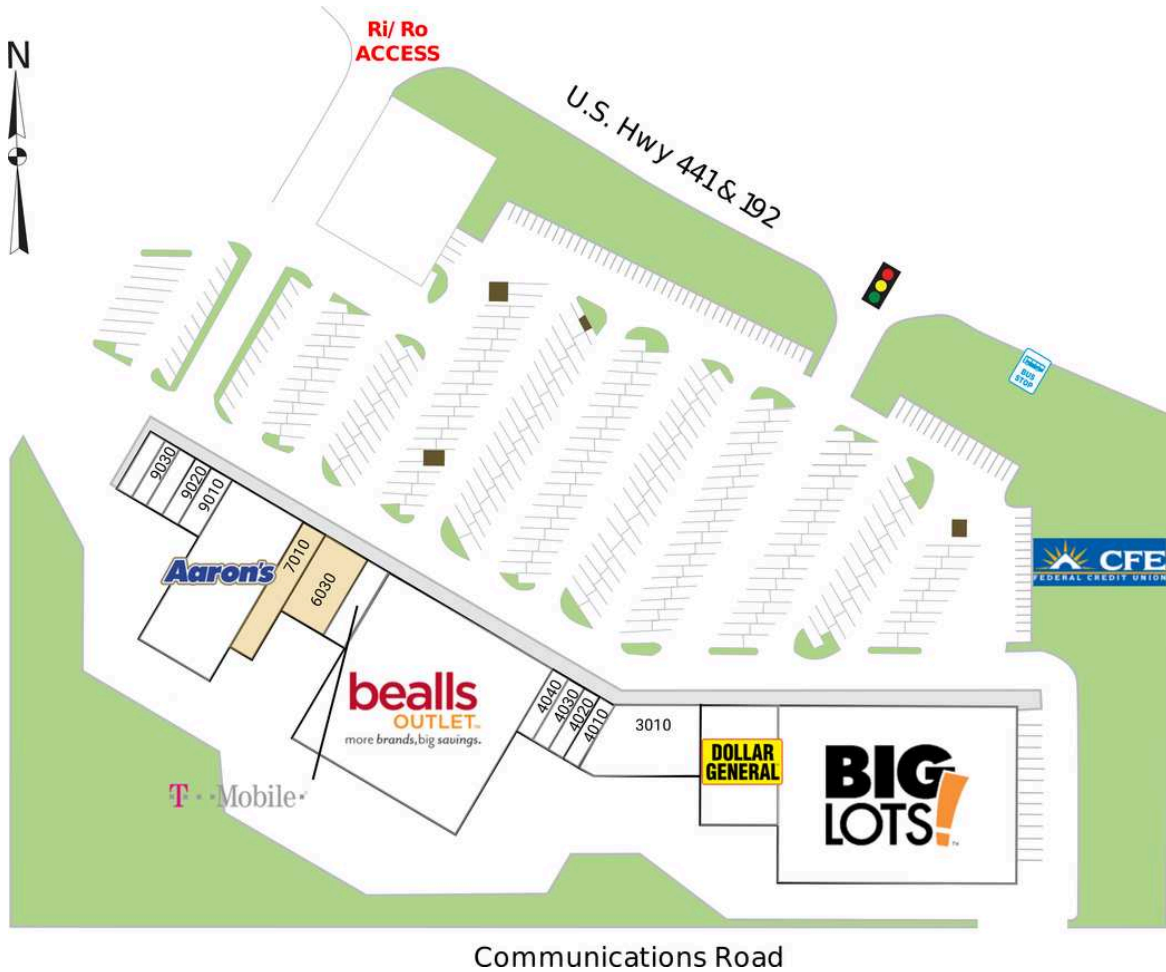 Ri/ Ro
ACCESS
N
U.S. Hwy 441 & 192
BUS
STOP
CFE
FEDERAL CREDIT UNION
9030
9020
9010
Aaron's
7010
6030
bealls
OUTLET™
more brands, big savings.
T··Mobile·
4040
4030
4020
4010
3010
DOLLAR
GENERAL
BIG
LOTS!
Communications Road